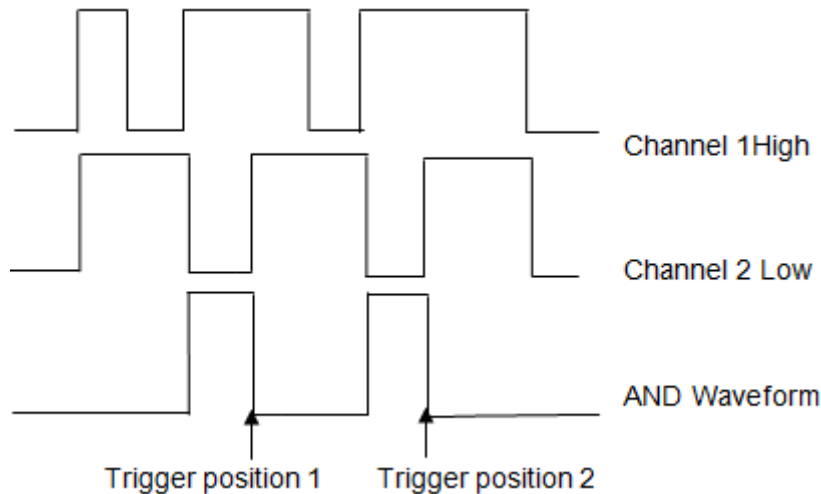 Channel 1High
Channel 2 Low
AND Waveform
Trigger position 1
Trigger position 2